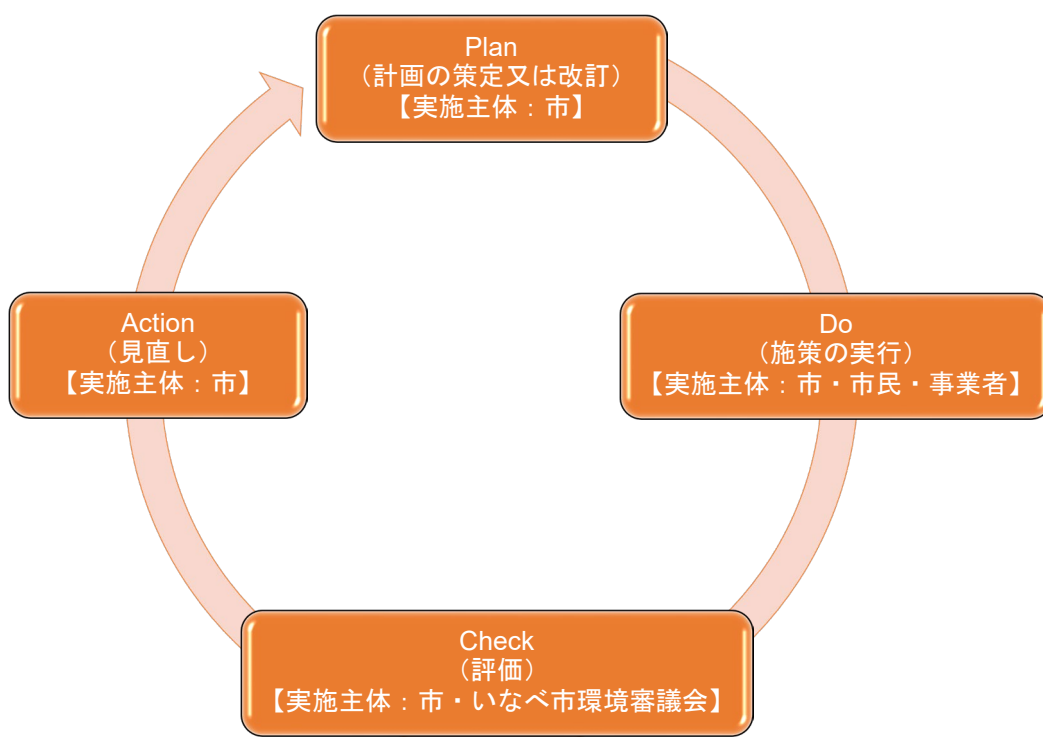 Plan
（計画の策定又は改訂）
【実施主体：市】
Action
（見直し）
【実施主体：市】
Do
（施策の実行）
【実施主体：市・市民・事業者】
Check
（評価）
【実施主体：市・いなべ市環境審議会】